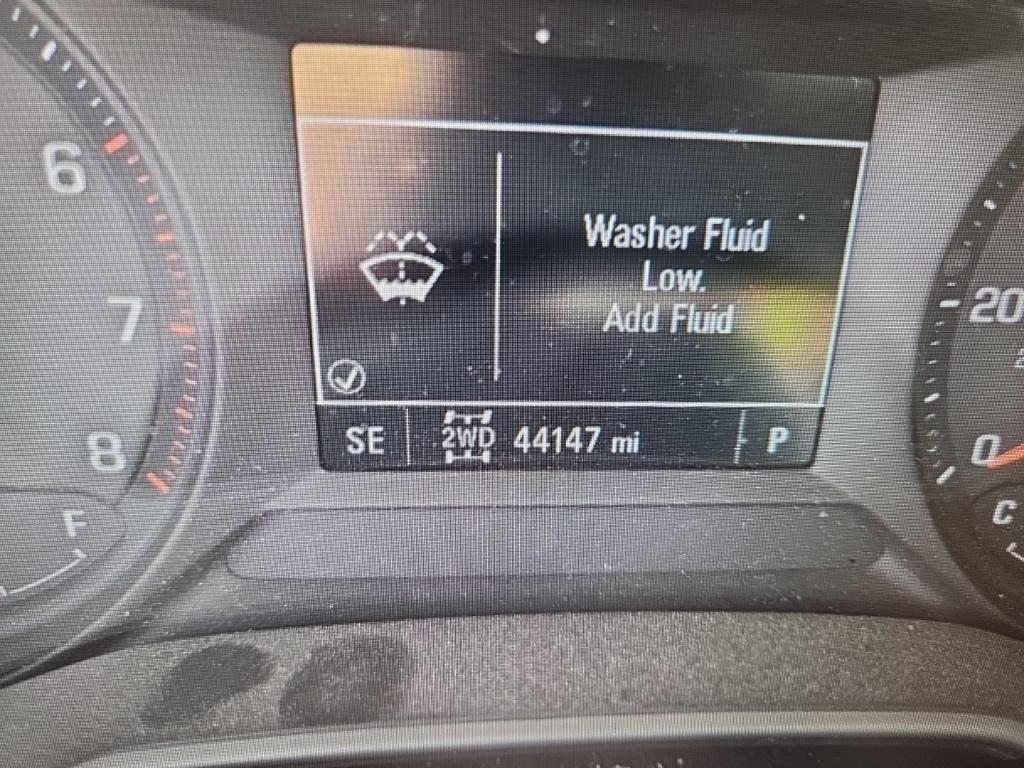 6
7
8
F
Washer Fluid
Low.
Add Fluid
SE
2WD 44147 mi
P
20
0
C